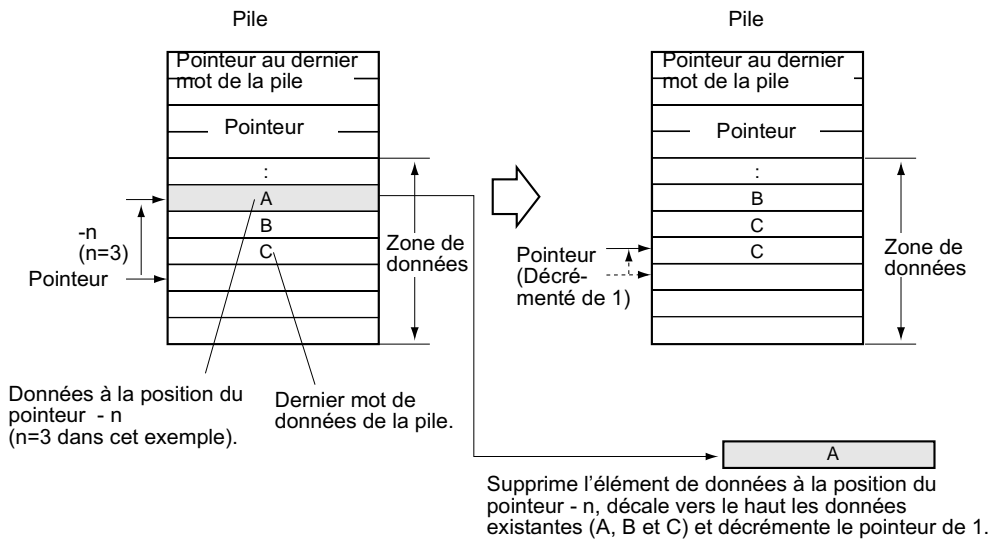 Pile
Pointeur au dernier
mot de la pile
Pointeur
:
A
B
C
-n
(n=3)
Pointeur
Zone de
données
Données à la position du
pointeur - n
(n=3 dans cet exemple).
Dernier mot de
données de la pile.
Pile
Pointeur au dernier
mot de la pile
Pointeur
:
B
C
C
Pointeur
(Décré-
menté de 1)
Zone de
données
A
Supprime l'élément de données à la position du
pointeur - n, décale vers le haut les données
existantes (A, B et C) et décrémente le pointeur de 1.